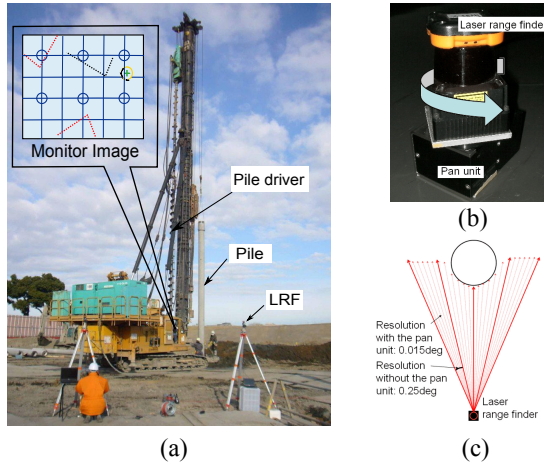 Monitor Image
Pile driver
Pile
LRF
(a)
Laser range finder
Pan unit
(b)
Resolution
with the pan
unit: 0.015deg
Resolution
without the pan
unit: 0.25deg
Laser
range finder
(c)